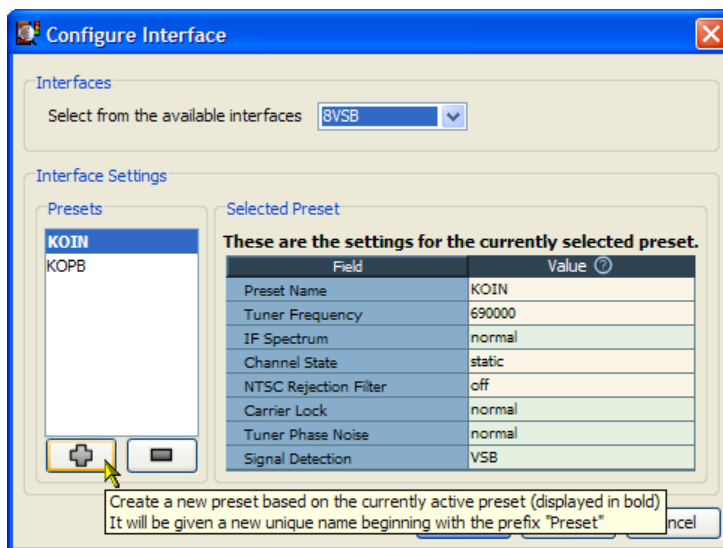 Configure Interface
Interfaces
Select from the available interfaces 8VSB
Interface Settings
Presets
KOIN
KOPB
Selected Preset
These are the settings for the currently selected preset.
Field Value ?
Preset Name KOIN
Tuner Frequency 690000
IF Spectrum normal
Channel State static
NTSC Rejection Filter off
Carrier Lock normal
Tuner Phase Noise normal
Signal Detection VSB
Create a new preset based on the currently active preset (displayed in bold)
It will be given a new unique name beginning with the prefix "Preset"
ncel